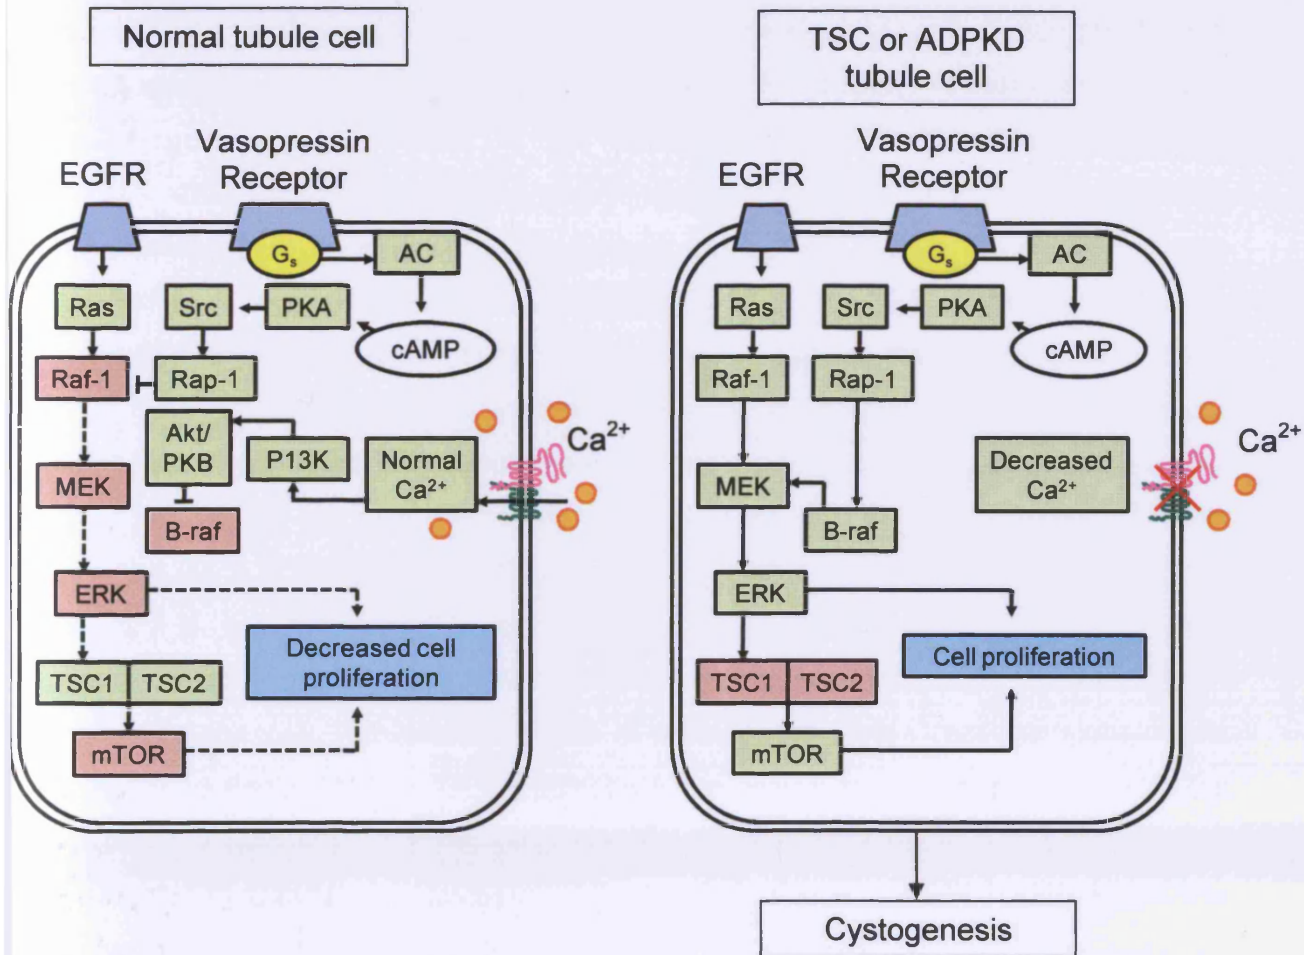 Normal tubule cell
Vasopressin
Receptor
EGFR
Gs
AC
Ras
Src
PKA
cAMP
Raf-1
Rap-1
Akt/
PKB
P13K
Normal
Ca²⁺
Ca²⁺
MEK
B-raf
ERK
Decreased cell
proliferation
TSC1
TSC2
mTOR
TSC or ADPKD
tubule cell
Vasopressin
Receptor
EGFR
Gs
AC
Ras
Src
PKA
cAMP
Raf-1
Rap-1
Decreased
Ca²⁺
Ca²⁺
MEK
B-raf
ERK
Cell proliferation
TSC1
TSC2
mTOR
Cystogenesis